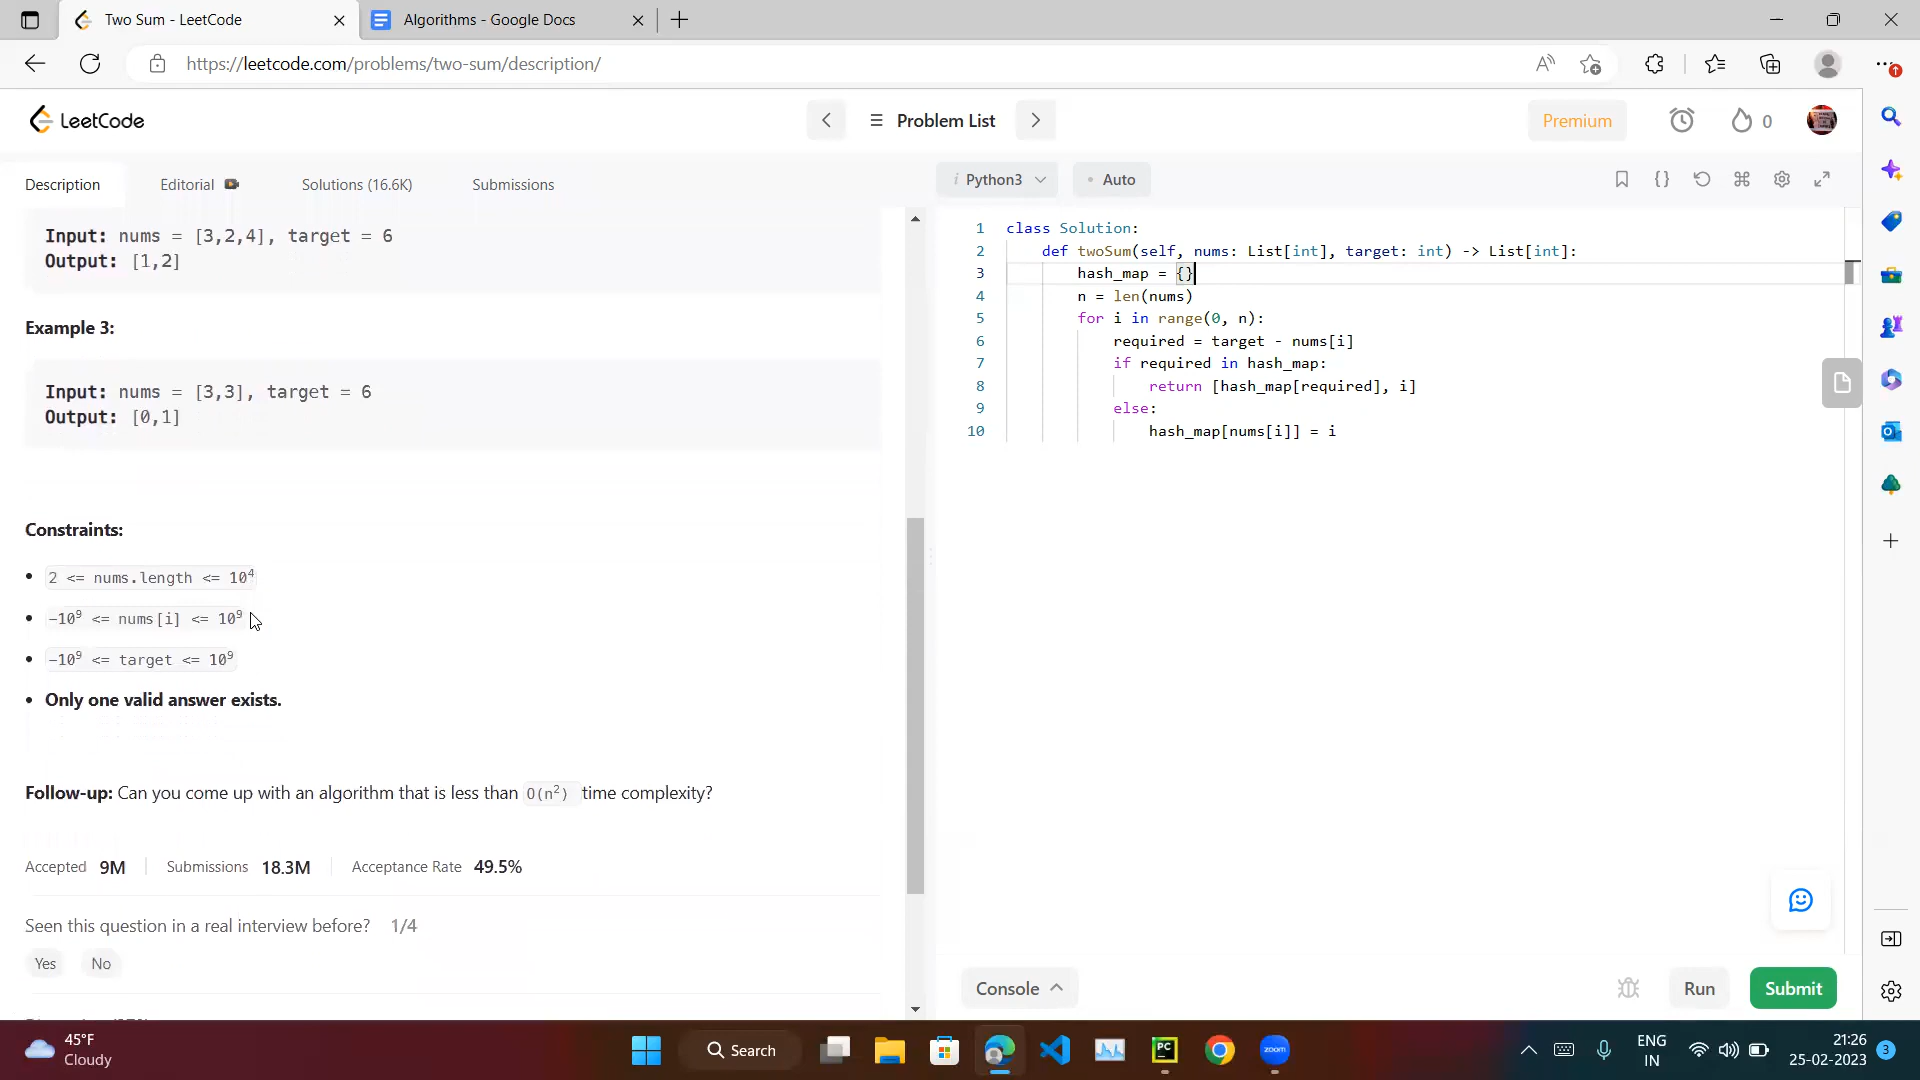 Two Sum - LeetCode
Algorithms - Google Docs
https://leetcode.com/problems/two-sum/description/
LeetCode
Problem List
Premium
0
Description
Editorial
Solutions (16.6K)
Submissions
Input: nums = [3,2,4], target = 6
Output: [1,2]
Example 3:
Input: nums = [3,3], target = 6
Output: [0,1]
Constraints:
• 2 <= nums.length <= 10⁴
• -10⁹ <= nums[i] <= 10⁹
• -10⁹ <= target <= 10⁹
• Only one valid answer exists.
Follow-up: Can you come up with an algorithm that is less than O(n²) time complexity?
Accepted 9M Submissions 18.3M Acceptance Rate 49.5%
Seen this question in a real interview before? 1/4
Yes No
i Python3
• Auto
1 class Solution:
2 def twoSum(self, nums: List[int], target: int) -> List[int]:
3 hash_map = {}
4 n = len(nums)
5 for i in range(0, n):
6 required = target - nums[i]
7 if required in hash_map:
8 return [hash_map[required], i]
9 else:
10 hash_map[nums[i]] = i
Console
Run
Submit
45°F
Cloudy
Search
PC
zoom
ENG
IN
21:26
25-02-2023
3